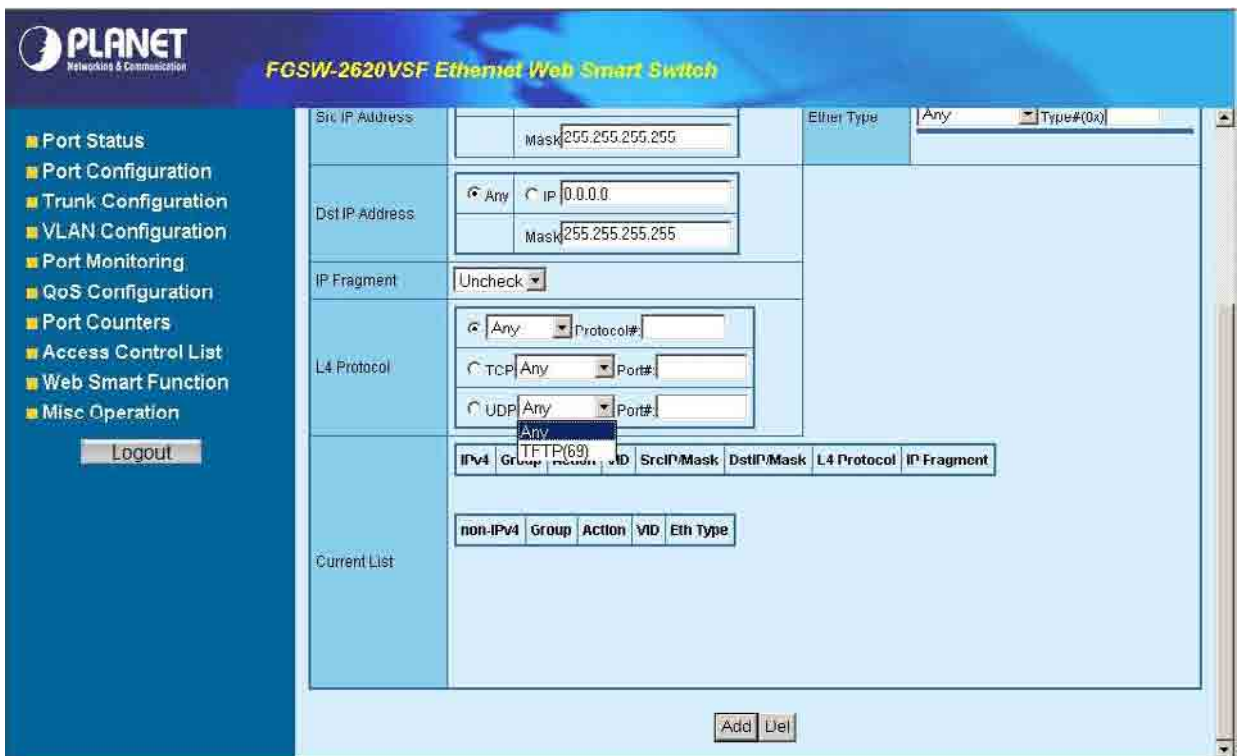 PLANET
Networking & Communication
FGSW-2620VSF Ethernet Web Smart Switch
Port Status
Port Configuration
Trunk Configuration
VLAN Configuration
Port Monitoring
QoS Configuration
Port Counters
Access Control List
Web Smart Function
Misc Operation
Logout
Src IP Address
Mask 255.255.255.255
Ether Type
Any Type#(0x)
Dst IP Address
Any IP 0.0.0.0
Mask 255.255.255.255
IP Fragment
Uncheck
L4 Protocol
Any Protocol#:
TCP Any Port#:
UDP Any Port#:
Any
TFTP(69)
Current List
IPv4 Group Action VID SrcIP/Mask DstIP/Mask L4 Protocol IP Fragment
non-IPv4 Group Action VID Eth Type
Add Del